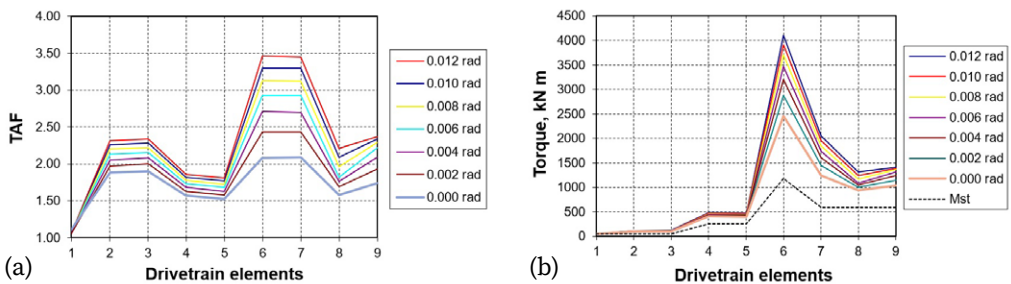 4.00
3.50
3.00
2.50
2.00
1.50
1.00
TAF
1 2 3 4 5 6 7 8 9
Drivetrain elements
0.012 rad
0.010 rad
0.008 rad
0.006 rad
0.004 rad
0.002 rad
0.000 rad
(a)
4500
4000
3500
3000
2500
2000
1500
1000
500
0
Torque, kN m
1 2 3 4 5 6 7 8 9
Drivetrain elements
0.012 rad
0.010 rad
0.008 rad
0.006 rad
0.004 rad
0.002 rad
0.000 rad
Mst
(b)